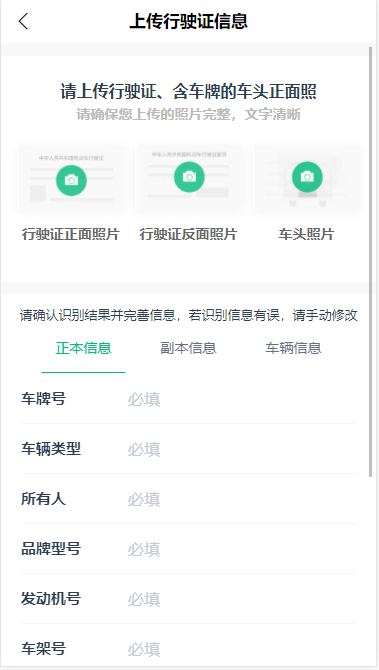 上传行驶证信息
请上传行驶证、含车牌的车头正面照
请确保您上传的照片完整，文字清晰
行驶证正面照片
行驶证反面照片
车头照片
请确认识别结果并完善信息，若识别信息有误，请手动修改
正本信息
副本信息
车辆信息
车牌号 必填
车辆类型 必填
所有人 必填
品牌型号 必填
发动机号 必填
车架号 必填